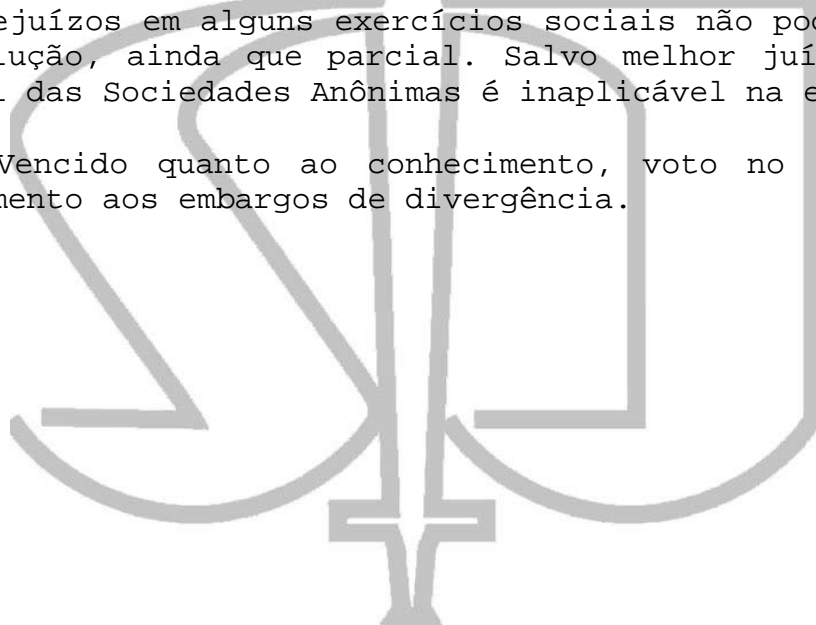 ejuízos em alguns exercícios sociais não pod
lução, ainda que parcial. Salvo melhor juí
l das Sociedades Anônimas é inaplicável na e
Vencido quanto ao conhecimento, voto no
mento aos embargos de divergência.